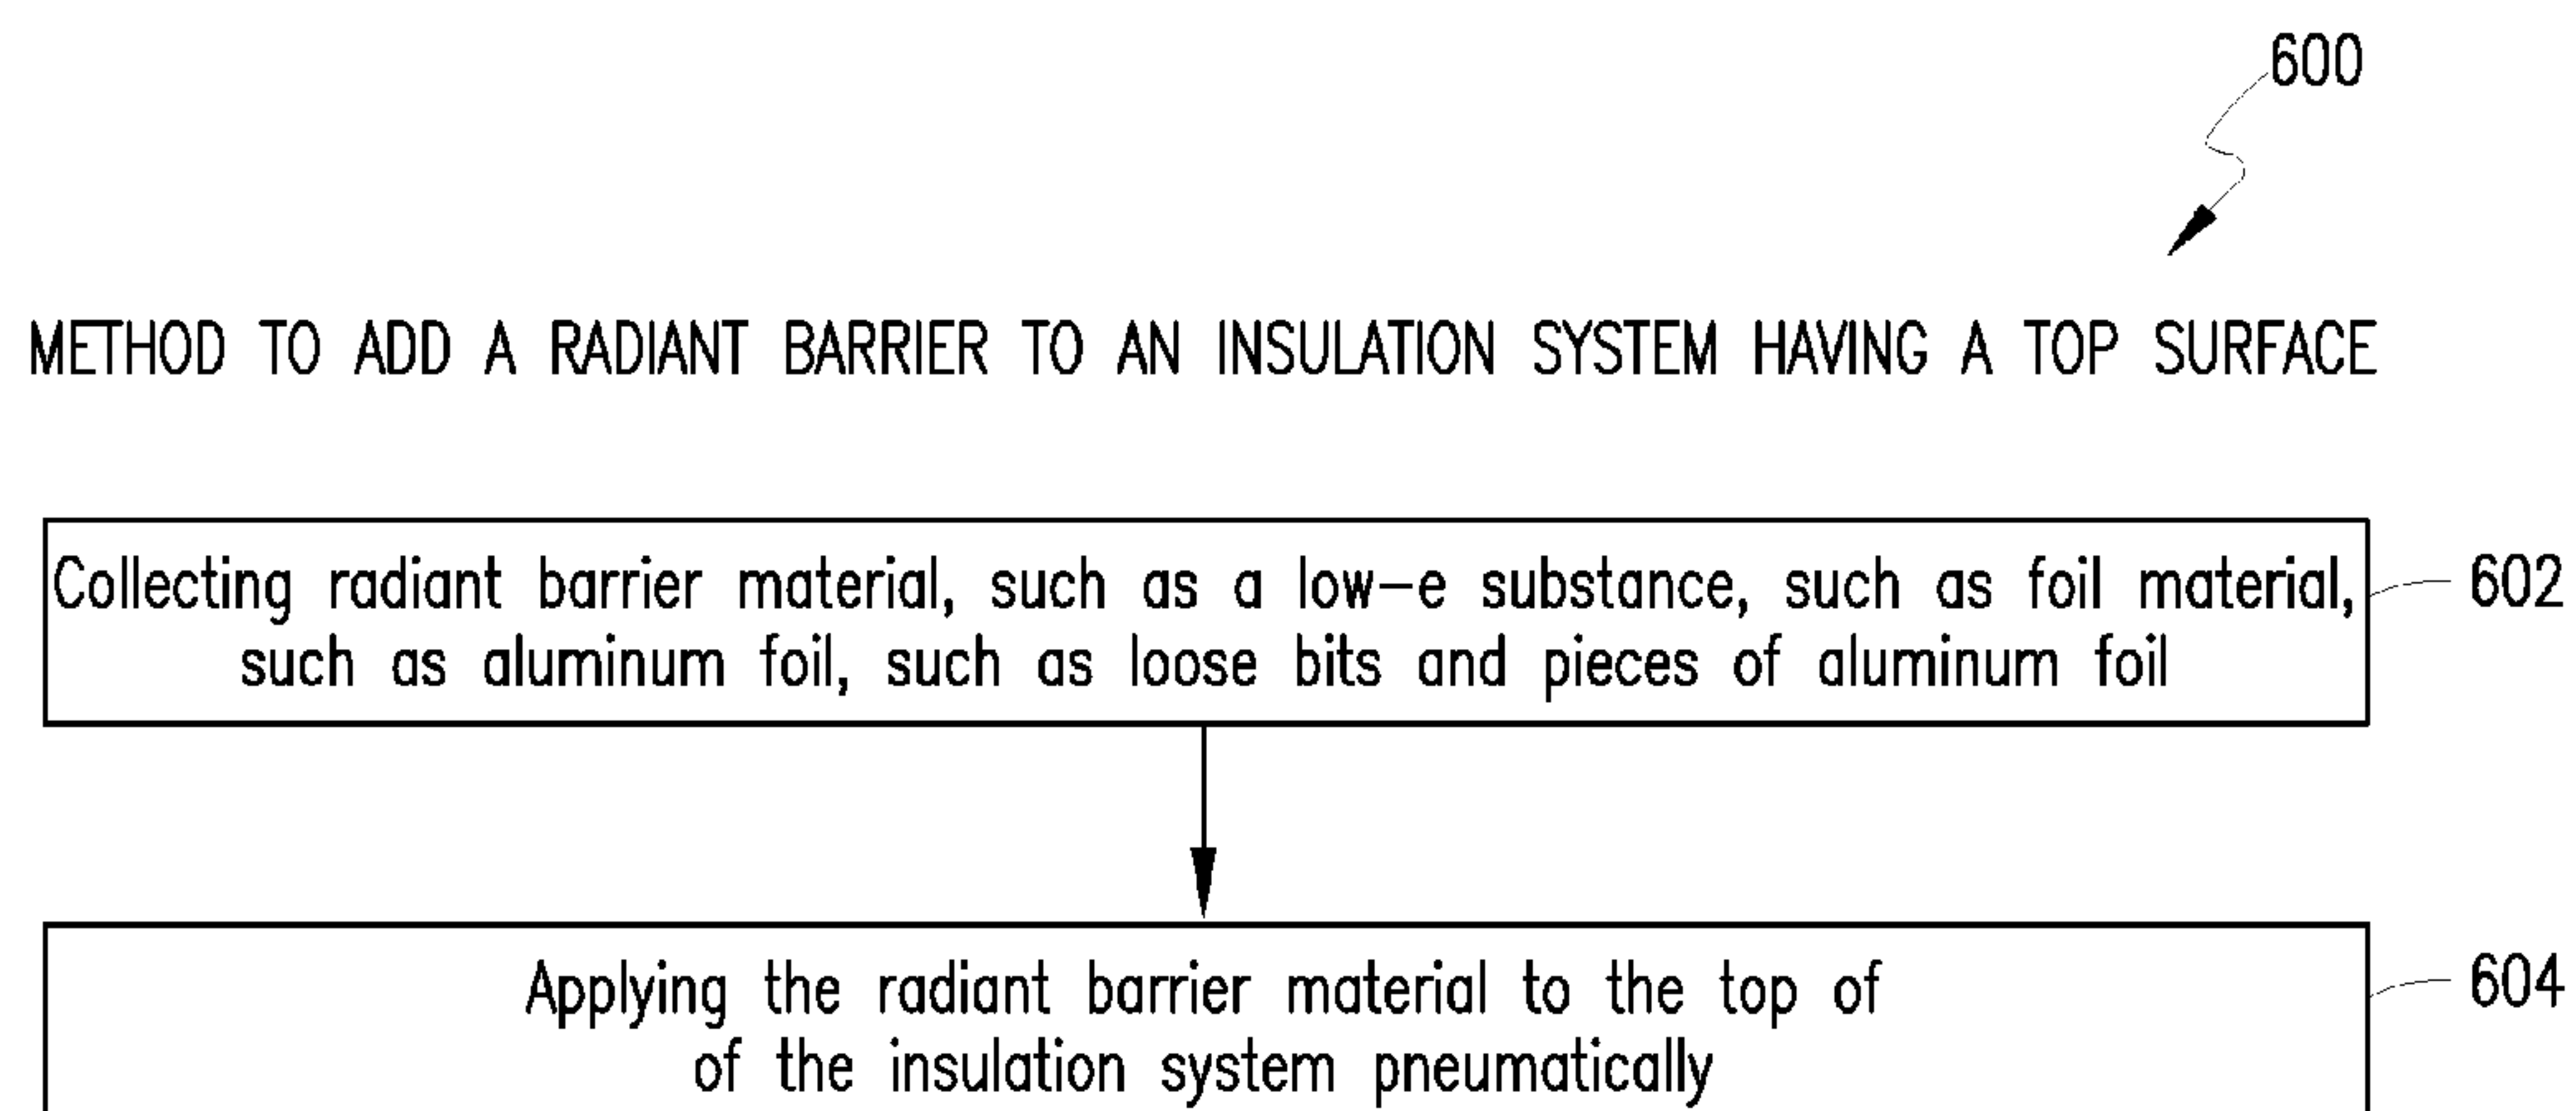 600
METHOD TO ADD A RADIANT BARRIER TO AN INSULATION SYSTEM HAVING A TOP SURFACE
Collecting radiant barrier material, such as a low-e substance, such as foil material,
such as aluminum foil, such as loose bits and pieces of aluminum foil
602
Applying the radiant barrier material to the top of
of the insulation system pneumatically
604